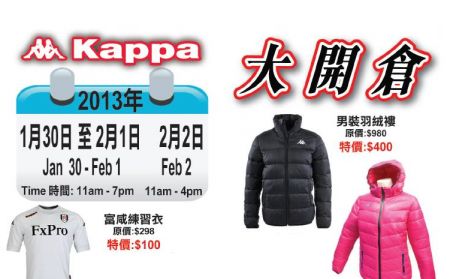 Kappa
大開倉
2013年
1月30日 至 2月1日 2月2日
Jan 30 - Feb 1 Feb 2
Time 時間: 11am - 7pm 11am - 4pm
男裝羽絨褸
原價:$980
特價:$400
富咸練習衣
原價:$298
特價:$100
FxPro